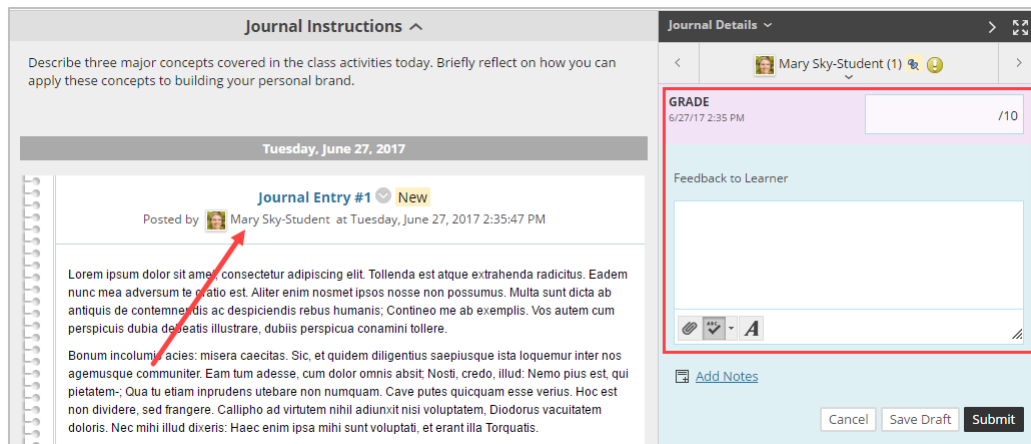 Journal Instructions
Describe three major concepts covered in the class activities today. Briefly reflect on how you can
apply these concepts to building your personal brand.
Tuesday, June 27, 2017
Journal Entry #1 New
Posted by Mary Sky-Student at Tuesday, June 27, 2017 2:35:47 PM
Lorem ipsum dolor sit amet, consectetur adipiscing elit. Tollenda est atque extrahenda radicitus. Eadem
nunc mea adversum te oratio est. Aliter enim nosmet ipsos nosse non possumus. Multa sunt dicta ab
antiquis de contemnendis ac despiciendis rebus humanis; Contineo me ab exemplis. Vos autem cum
perspicuis dubia debeatis illustrare, dubiis perspicua conamini tollere.
Bonum incolumis acies: misera caecitas. Sic, et quidem diligentius saepiusque ista loquemur inter nos
agemusque communiter. Eam tum adesse, cum dolor omnis absit; Nosti, credo, illud: Nemo pius est, qui
pietatem-; Qua tu etiam inprudens utebare non numquam. Cave putes quicquam esse verius. Hoc est
non dividere, sed frangere. Callipho ad virtutem nihil adiunxit nisi voluptatem, Diodorus vacuitatem
doloris. Nec mihi illud dixeris: Haec enim ipsa mihi sunt voluptati, et erant illa Torquatis.
Journal Details
Mary Sky-Student (1)
GRADE
6/27/17 2:35 PM
/10
Feedback to Learner
ABC
A
Add Notes
Cancel Save Draft Submit